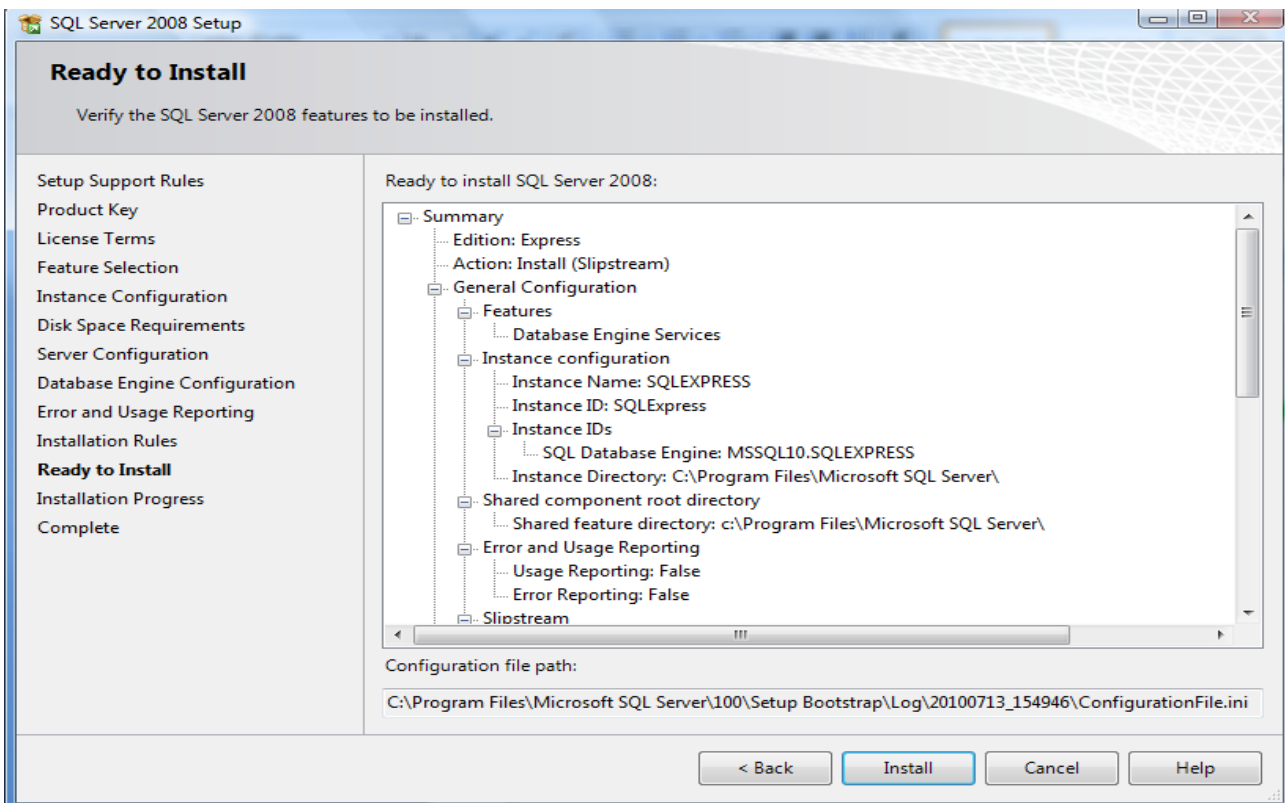 SQL Server 2008 Setup
Ready to Install
Verify the SQL Server 2008 features to be installed.
Setup Support Rules
Product Key
License Terms
Feature Selection
Instance Configuration
Disk Space Requirements
Server Configuration
Database Engine Configuration
Error and Usage Reporting
Installation Rules
Ready to Install
Installation Progress
Complete
Ready to install SQL Server 2008:
Summary
Edition: Express
Action: Install (Slipstream)
General Configuration
Features
Database Engine Services
Instance configuration
Instance Name: SQLEXPRESS
Instance ID: SQLExpress
Instance IDs
SQL Database Engine: MSSQL10.SQLEXPRESS
Instance Directory: C:\Program Files\Microsoft SQL Server\
Shared component root directory
Shared feature directory: c:\Program Files\Microsoft SQL Server\
Error and Usage Reporting
Usage Reporting: False
Error Reporting: False
Slipstream
Configuration file path:
C:\Program Files\Microsoft SQL Server\100\Setup Bootstrap\Log\20100713_154946\ConfigurationFile.ini
< Back
Install
Cancel
Help